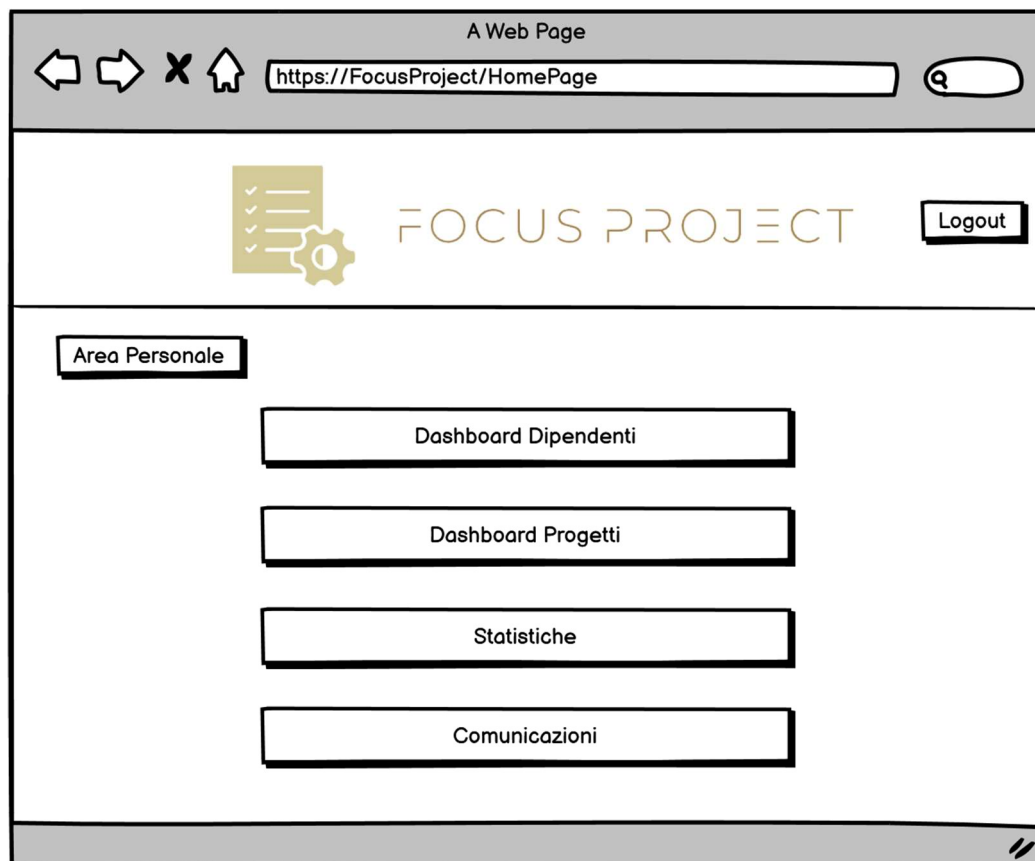 A Web Page
https://FocusProject/HomePage
FOCUS PROJECT
Logout
Area Personale
Dashboard Dipendenti
Dashboard Progetti
Statistiche
Comunicazioni